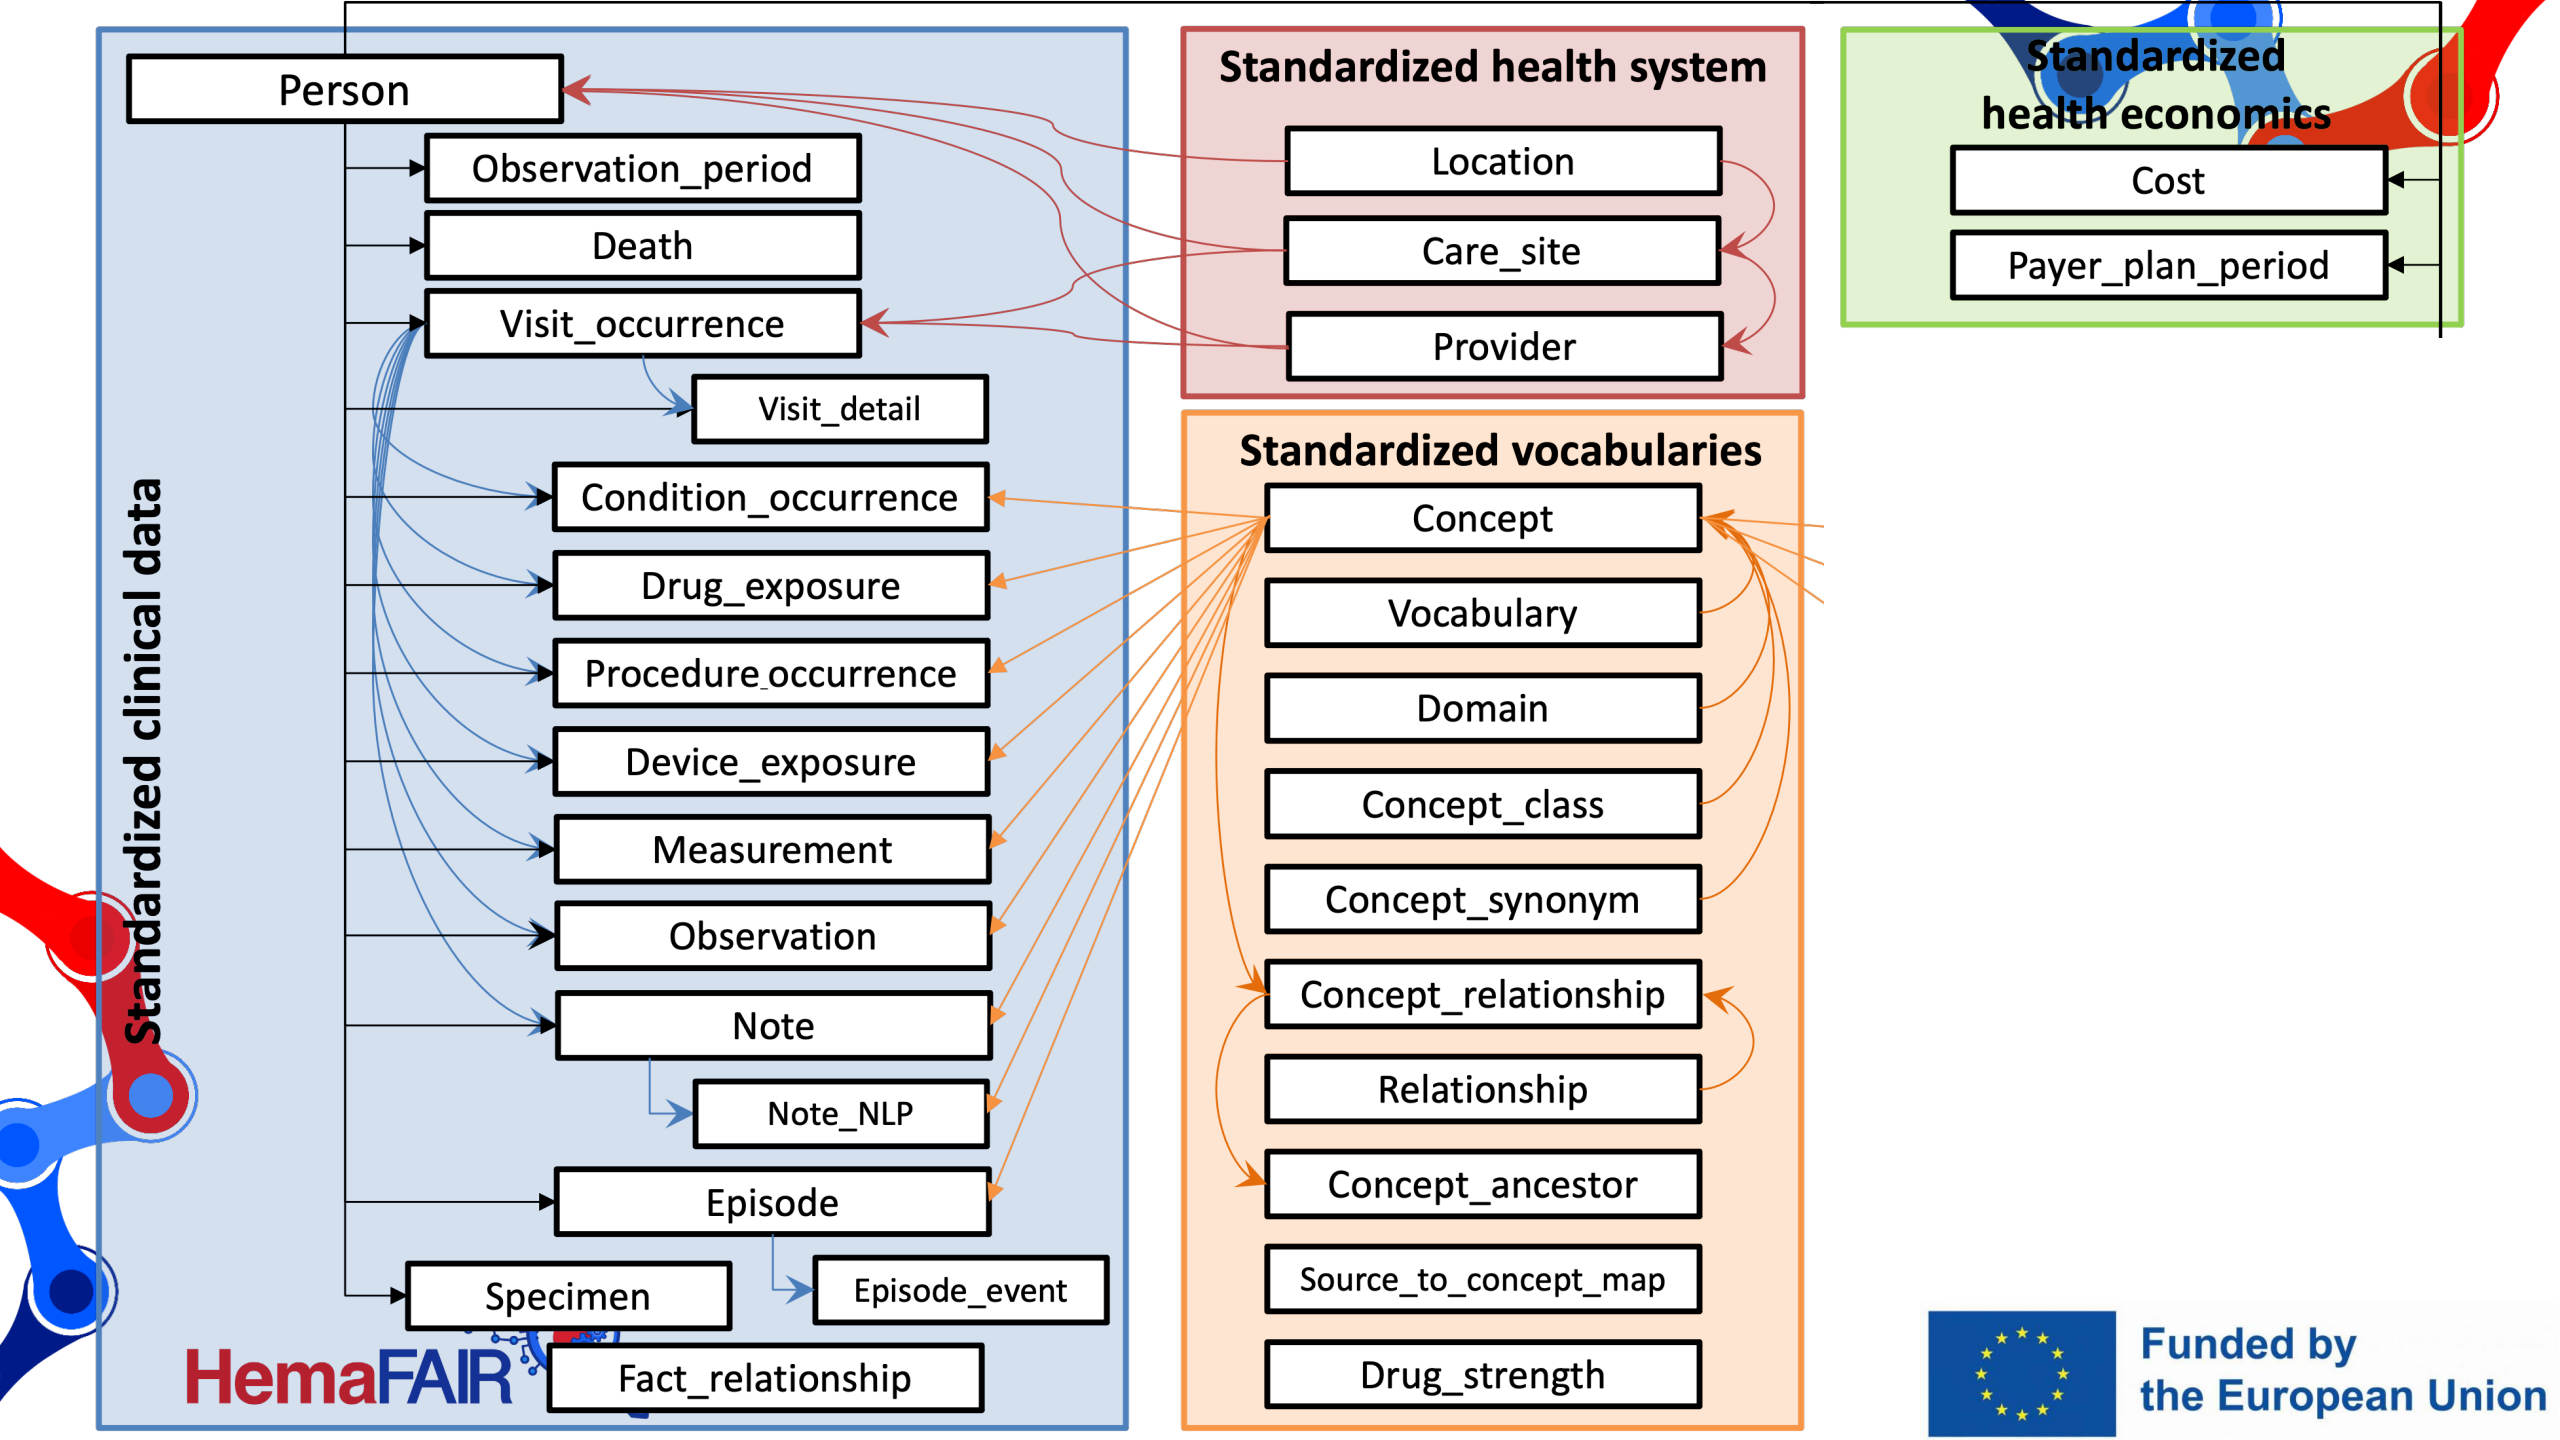 Standardized clinical data
Person
Observation_period
Death
Visit_occurrence
Visit_detail
Condition_occurrence
Drug_exposure
Procedure_occurrence
Device_exposure
Measurement
Observation
Note
Note_NLP
Episode
Episode_event
Specimen
Fact_relationship
HemaFAIR
Standardized health system
Location
Care_site
Provider
Standardized vocabularies
Concept
Vocabulary
Domain
Concept_class
Concept_synonym
Concept_relationship
Relationship
Concept_ancestor
Source_to_concept_map
Drug_strength
Standardized
health economics
Cost
Payer_plan_period
Funded by
the European Union